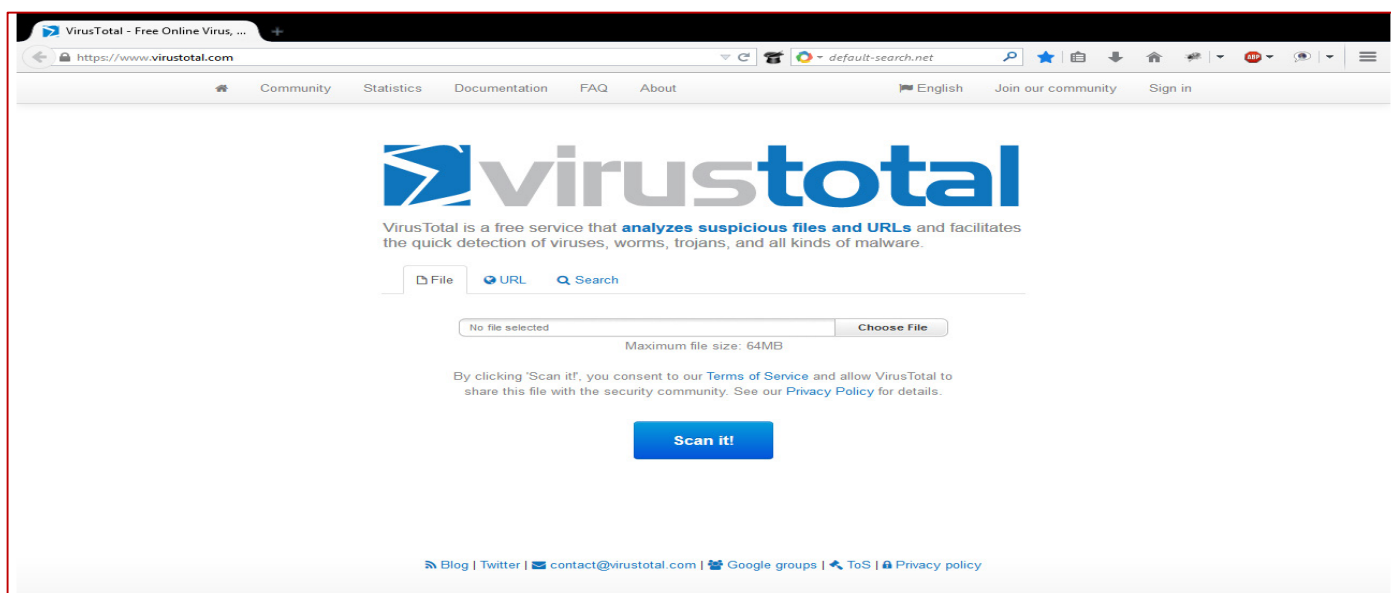 VirusTotal - Free Online Virus, ...
https://www.virustotal.com
default-search.net
ABP
Community Statistics Documentation FAQ About English Join our community Sign in
virustotal
VirusTotal is a free service that analyzes suspicious files and URLs and facilitates
the quick detection of viruses, worms, trojans, and all kinds of malware.
File URL Search
No file selected Choose File
Maximum file size: 64MB
By clicking 'Scan it!', you consent to our Terms of Service and allow VirusTotal to
share this file with the security community. See our Privacy Policy for details.
Scan it!
Blog | Twitter | contact@virustotal.com | Google groups | ToS | Privacy policy